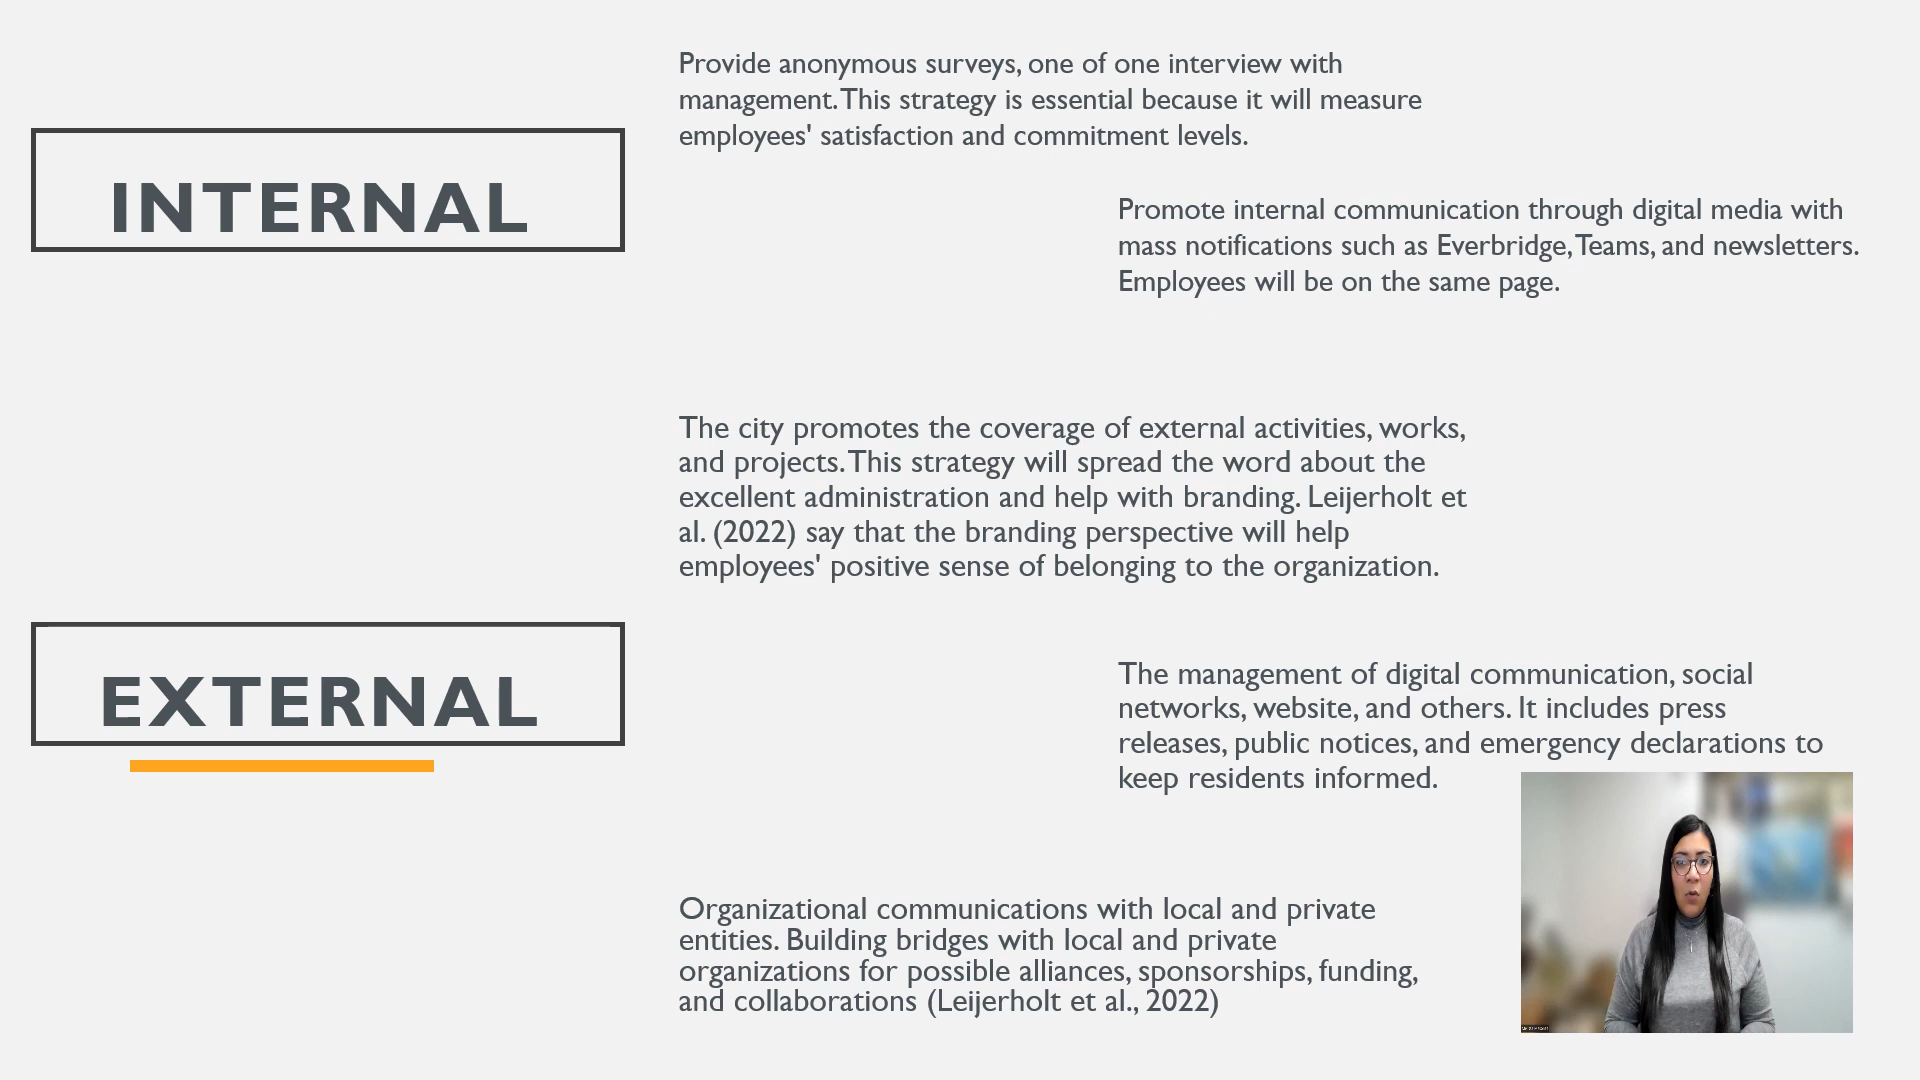 Provide anonymous surveys, one of one interview with
management. This strategy is essential because it will measure
employees' satisfaction and commitment levels.
INTERNAL
Promote internal communication through digital media with
mass notifications such as Everbridge, Teams, and newsletters.
Employees will be on the same page.
The city promotes the coverage of external activities, works,
and projects. This strategy will spread the word about the
excellent administration and help with branding. Leijerholt et
al. (2022) say that the branding perspective will help
employees' positive sense of belonging to the organization.
EXTERNAL
The management of digital communication, social
networks, website, and others. It includes press
releases, public notices, and emergency declarations to
keep residents informed.
Organizational communications with local and private
entities. Building bridges with local and private
organizations for possible alliances, sponsorships, funding,
and collaborations (Leijerholt et al., 2022)